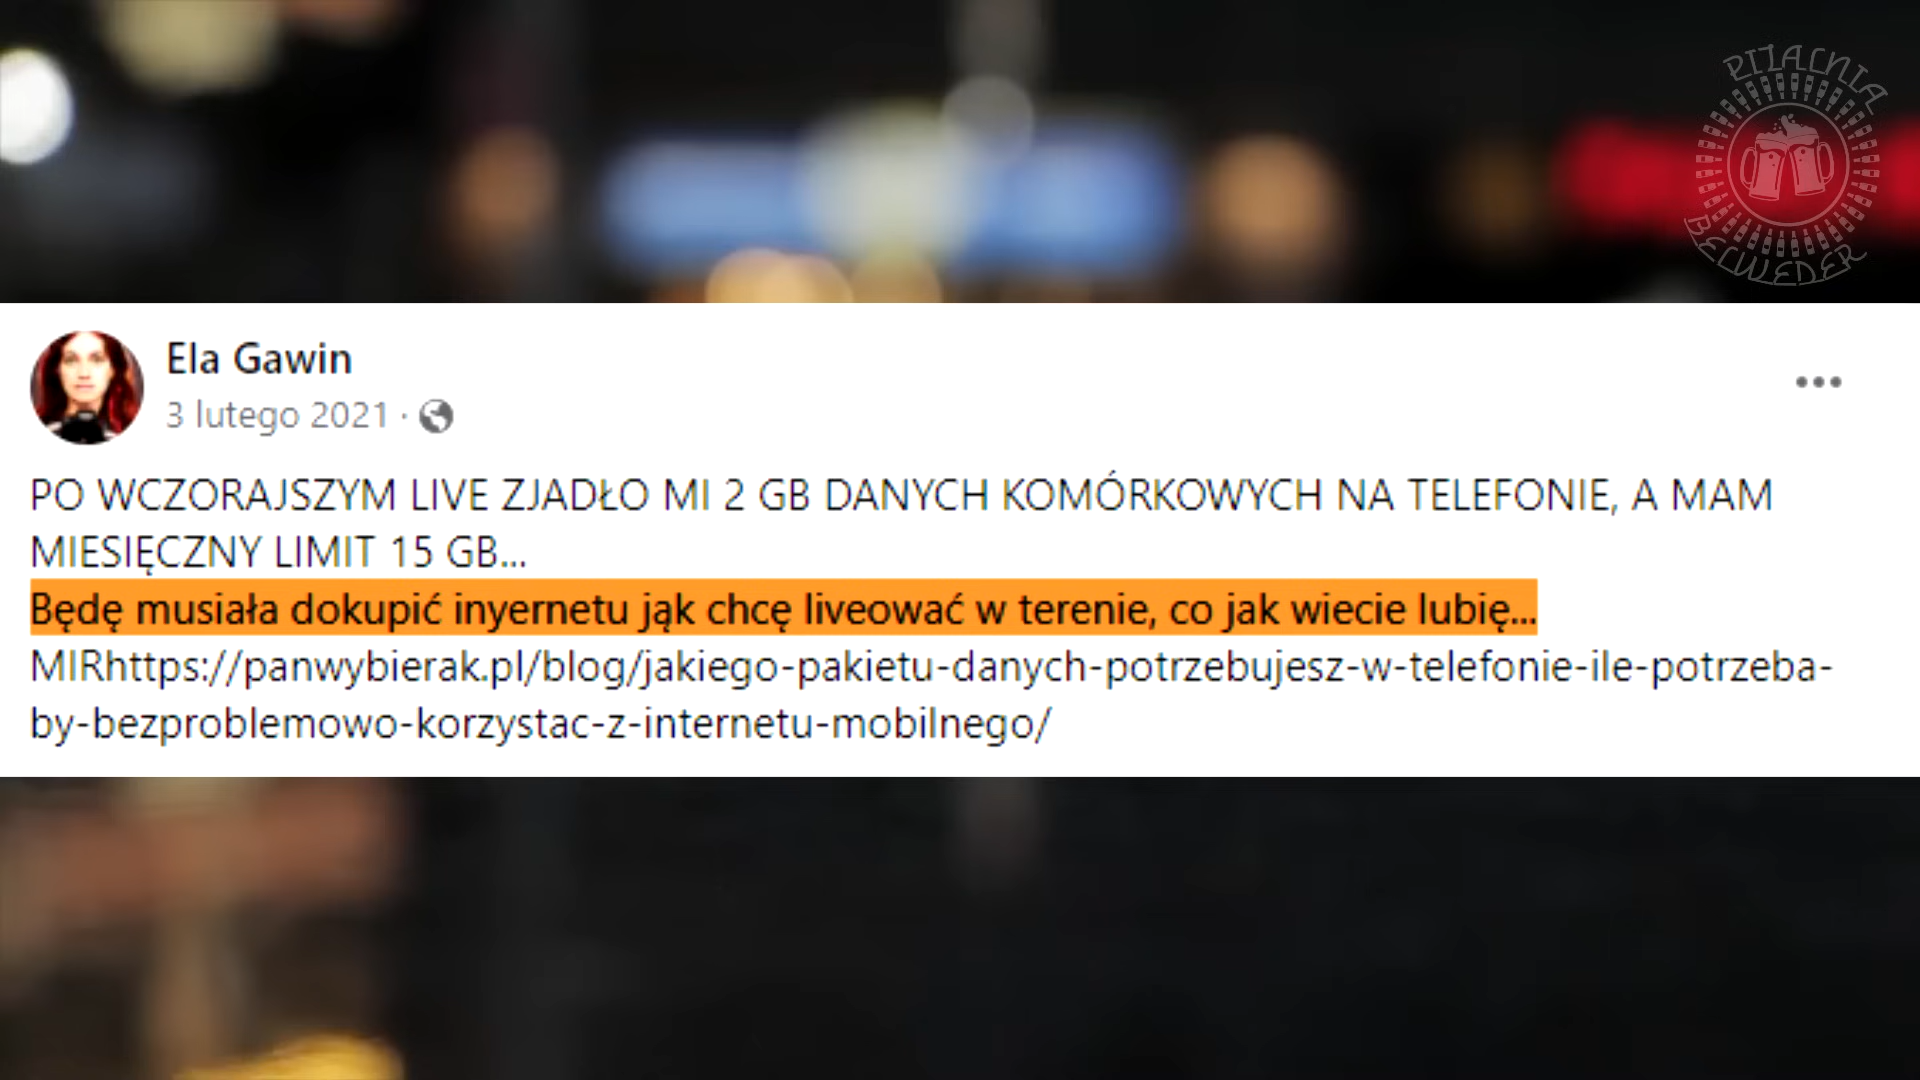 PIJALNIA
BELWEDER
Ela Gawin
3 lutego 2021 ·
PO WCZORAJSZYM LIVE ZJADŁO MI 2 GB DANYCH KOMÓRKOWYCH NA TELEFONIE, A MAM
MIESIĘCZNY LIMIT 15 GB...
Będę musiała dokupić inyernetu jąk chcę liveować w terenie, co jak wiecie lubię...
MIRhttps://panwybierak.pl/blog/jakiego-pakietu-danych-potrzebujesz-w-telefonie-ile-potrzeba-
by-bezproblemowo-korzystac-z-internetu-mobilnego/